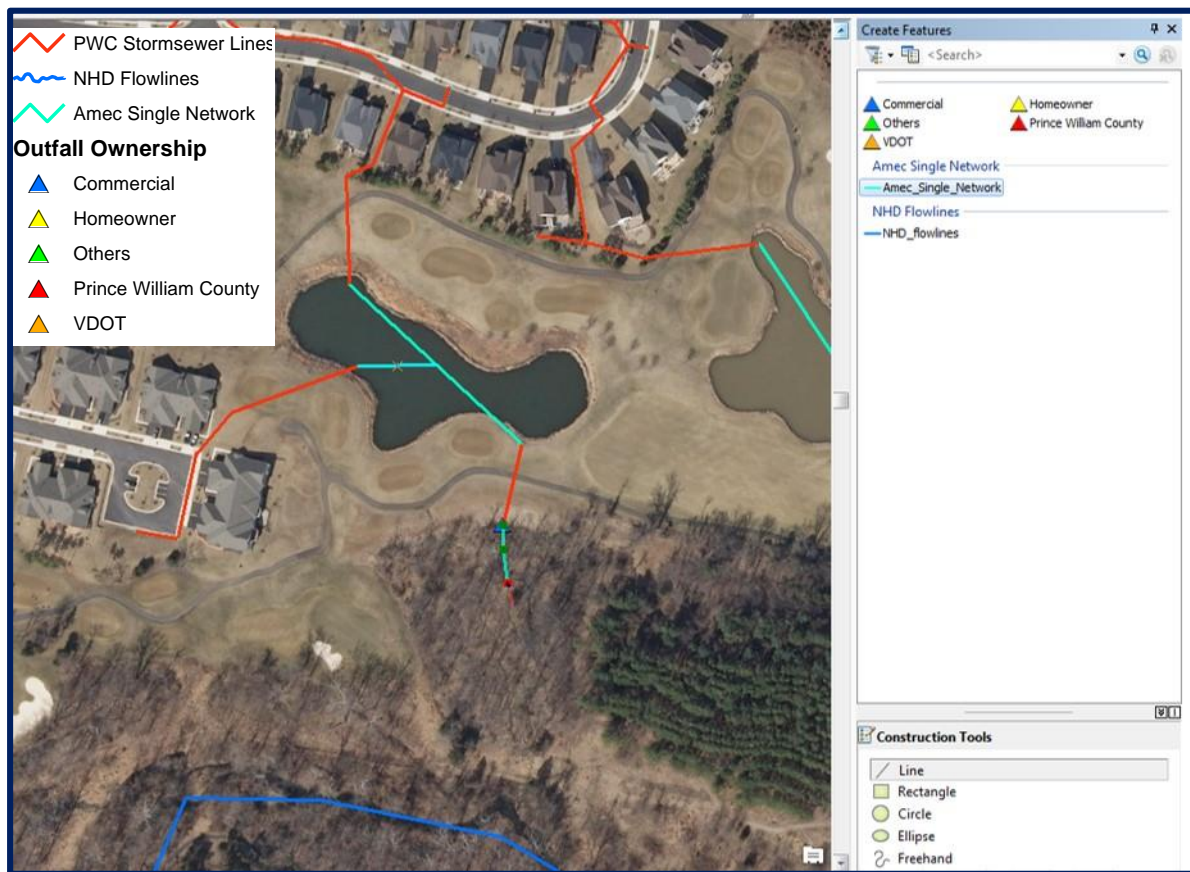 PWC Stormsewer Lines
NHD Flowlines
Amec Single Network
Outfall Ownership
Commercial
Homeowner
Others
Prince William County
VDOT
Create Features
<Search>
Commercial
Homeowner
Others
Prince William County
VDOT
Amec Single Network
Amec_Single_Network
NHD Flowlines
NHD_flowlines
Construction Tools
Line
Rectangle
Circle
Ellipse
Freehand